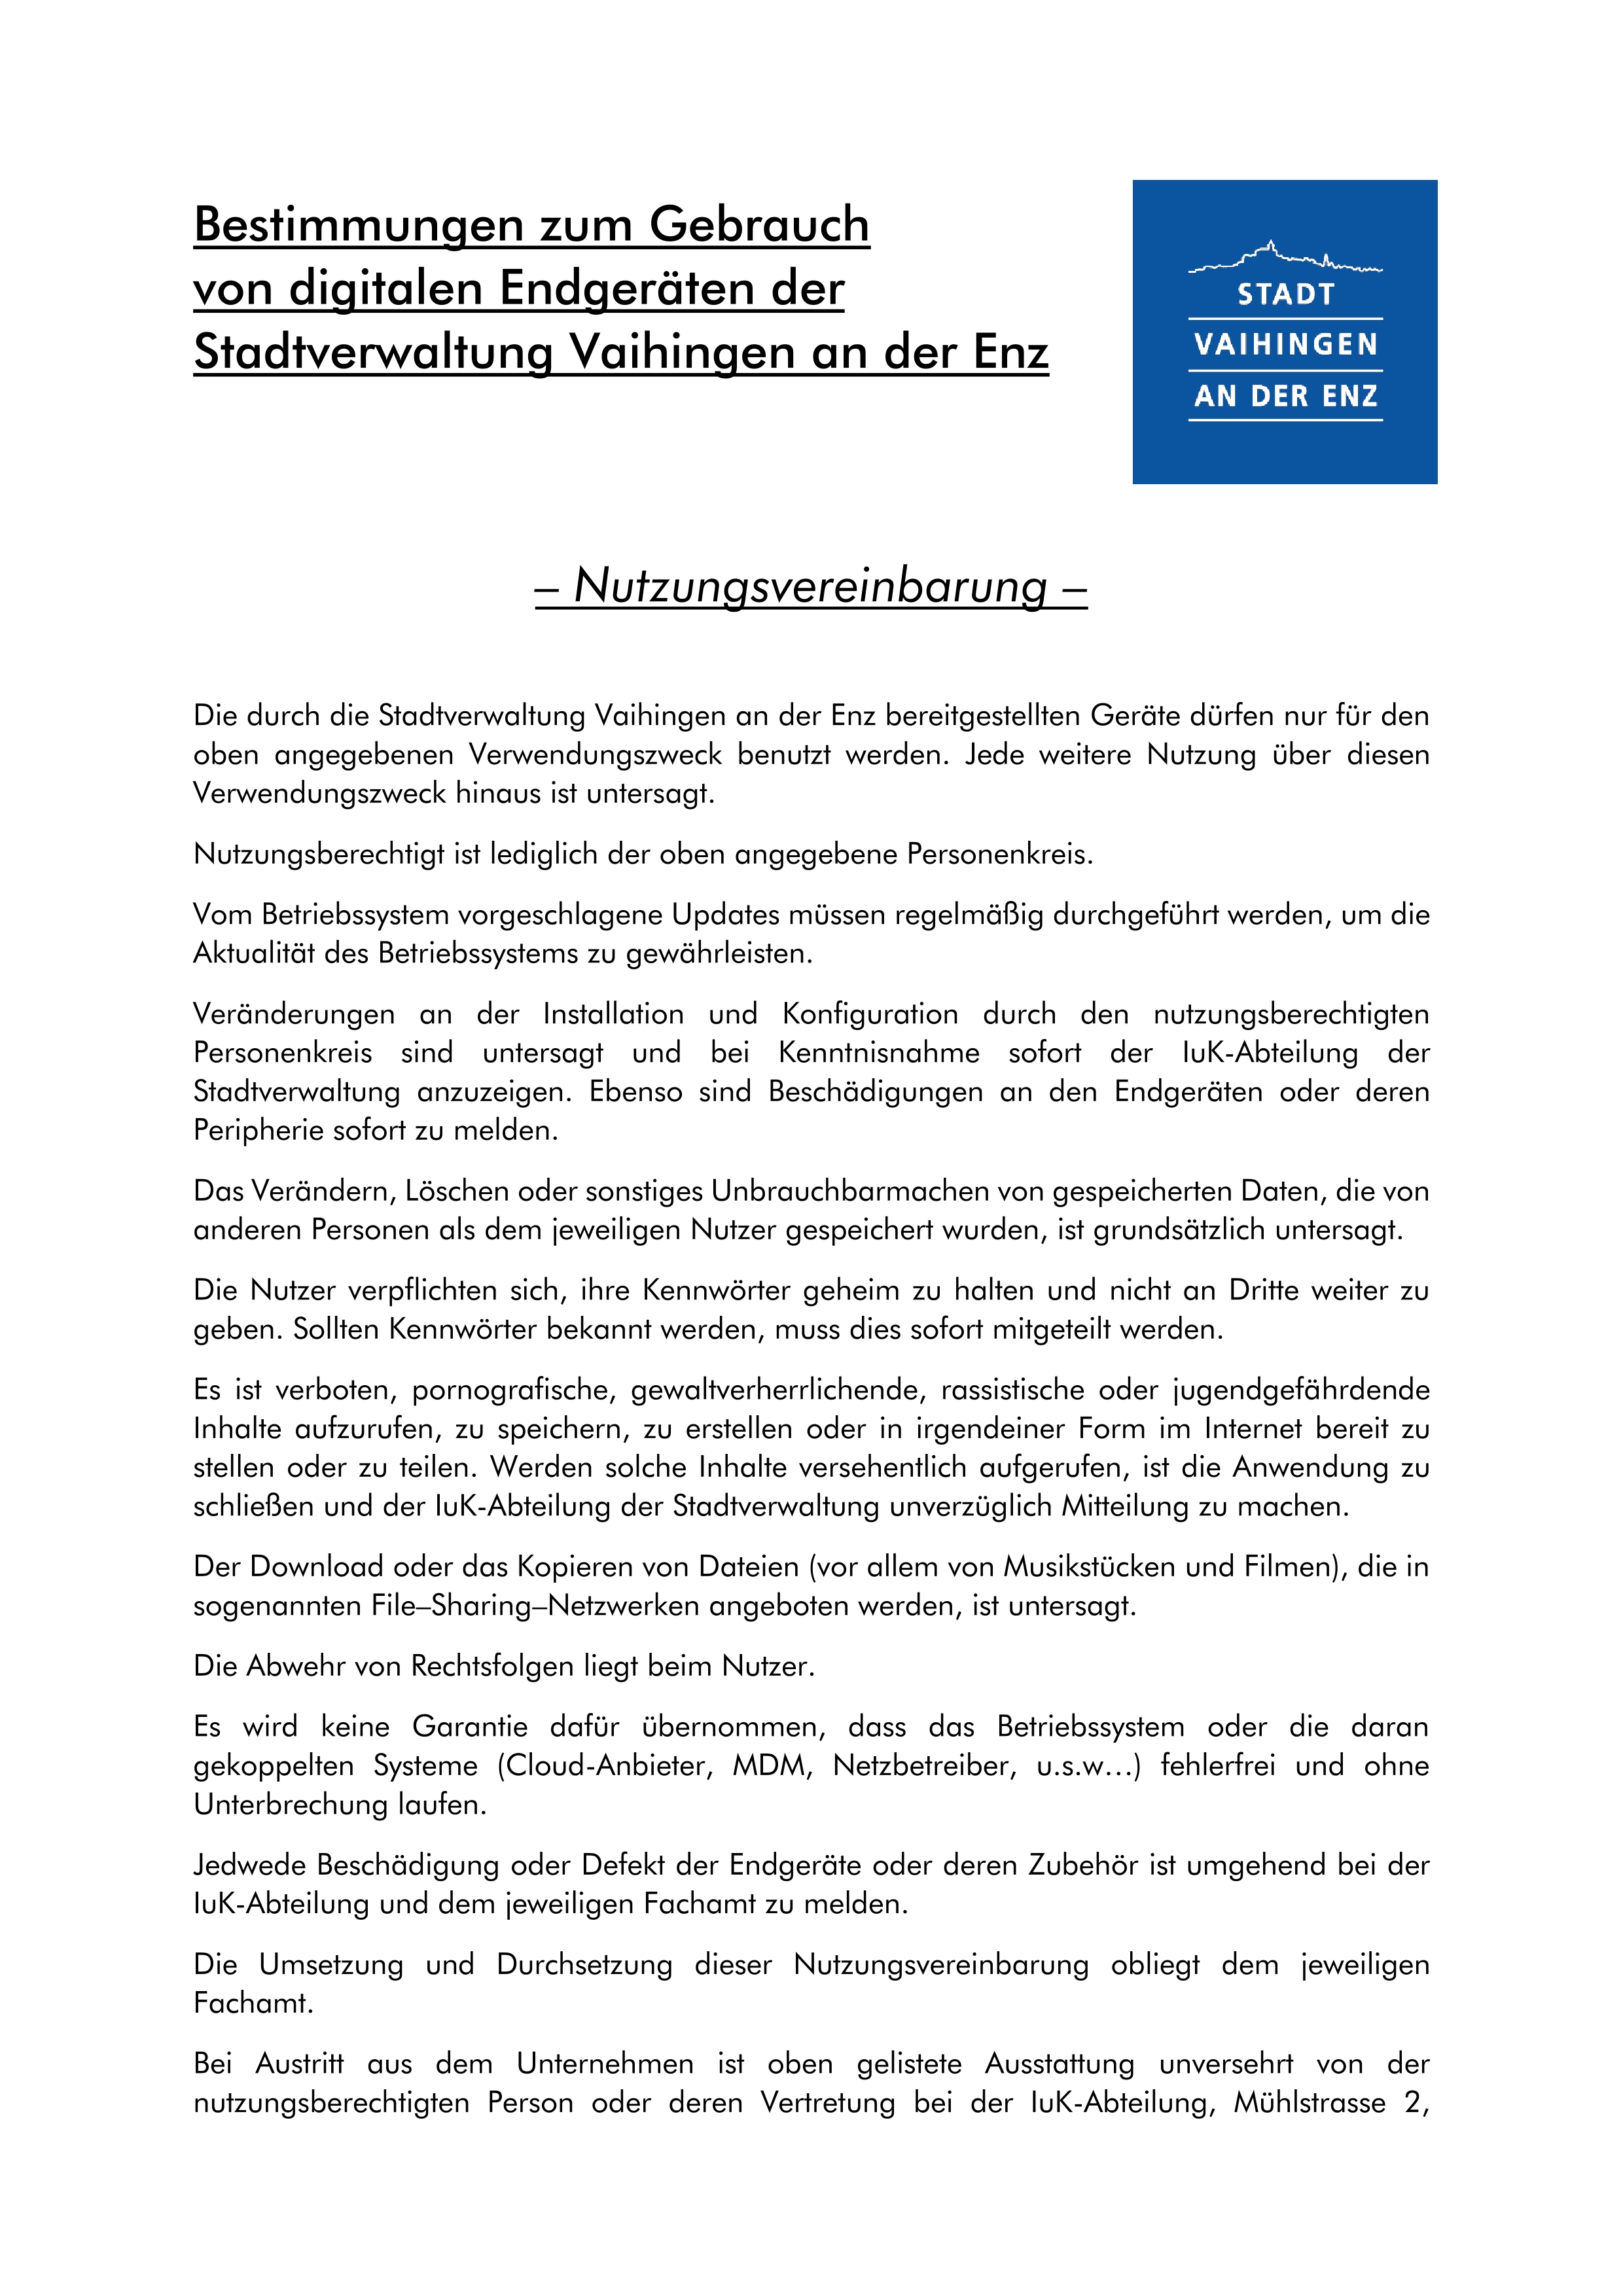 Bestimmungen zum Gebrauch
von digitalen Endgeräten der
Stadtverwaltung Vaihingen an der Enz
STADT
VAIHINGEN
AN DER ENZ
– Nutzungsvereinbarung –
Die durch die Stadtverwaltung Vaihingen an der Enz bereitgestellten Geräte dürfen nur für den
oben angegebenen Verwendungszweck benutzt werden. Jede weitere Nutzung über diesen
Verwendungszweck hinaus ist untersagt.
Nutzungsberechtigt ist lediglich der oben angegebene Personenkreis.
Vom Betriebssystem vorgeschlagene Updates müssen regelmäßig durchgeführt werden, um die
Aktualität des Betriebssystems zu gewährleisten.
Veränderungen an der Installation und Konfiguration durch den nutzungsberechtigten
Personenkreis sind untersagt und bei Kenntnisnahme sofort der IuK-Abteilung der
Stadtverwaltung anzuzeigen. Ebenso sind Beschädigungen an den Endgeräten oder deren
Peripherie sofort zu melden.
Das Verändern, Löschen oder sonstiges Unbrauchbarmachen von gespeicherten Daten, die von
anderen Personen als dem jeweiligen Nutzer gespeichert wurden, ist grundsätzlich untersagt.
Die Nutzer verpflichten sich, ihre Kennwörter geheim zu halten und nicht an Dritte weiter zu
geben. Sollten Kennwörter bekannt werden, muss dies sofort mitgeteilt werden.
Es ist verboten, pornografische, gewaltverherrlichende, rassistische oder jugendgefährdende
Inhalte aufzurufen, zu speichern, zu erstellen oder in irgendeiner Form im Internet bereit zu
stellen oder zu teilen. Werden solche Inhalte versehentlich aufgerufen, ist die Anwendung zu
schließen und der IuK-Abteilung der Stadtverwaltung unverzüglich Mitteilung zu machen.
Der Download oder das Kopieren von Dateien (vor allem von Musikstücken und Filmen), die in
sogenannten File–Sharing–Netzwerken angeboten werden, ist untersagt.
Die Abwehr von Rechtsfolgen liegt beim Nutzer.
Es wird keine Garantie dafür übernommen, dass das Betriebssystem oder die daran
gekoppelten Systeme (Cloud-Anbieter, MDM, Netzbetreiber, u.s.w…) fehlerfrei und ohne
Unterbrechung laufen.
Jedwede Beschädigung oder Defekt der Endgeräte oder deren Zubehör ist umgehend bei der
IuK-Abteilung und dem jeweiligen Fachamt zu melden.
Die Umsetzung und Durchsetzung dieser Nutzungsvereinbarung obliegt dem jeweiligen
Fachamt.
Bei Austritt aus dem Unternehmen ist oben gelistete Ausstattung unversehrt von der
nutzungsberechtigten Person oder deren Vertretung bei der IuK-Abteilung, Mühlstrasse 2,